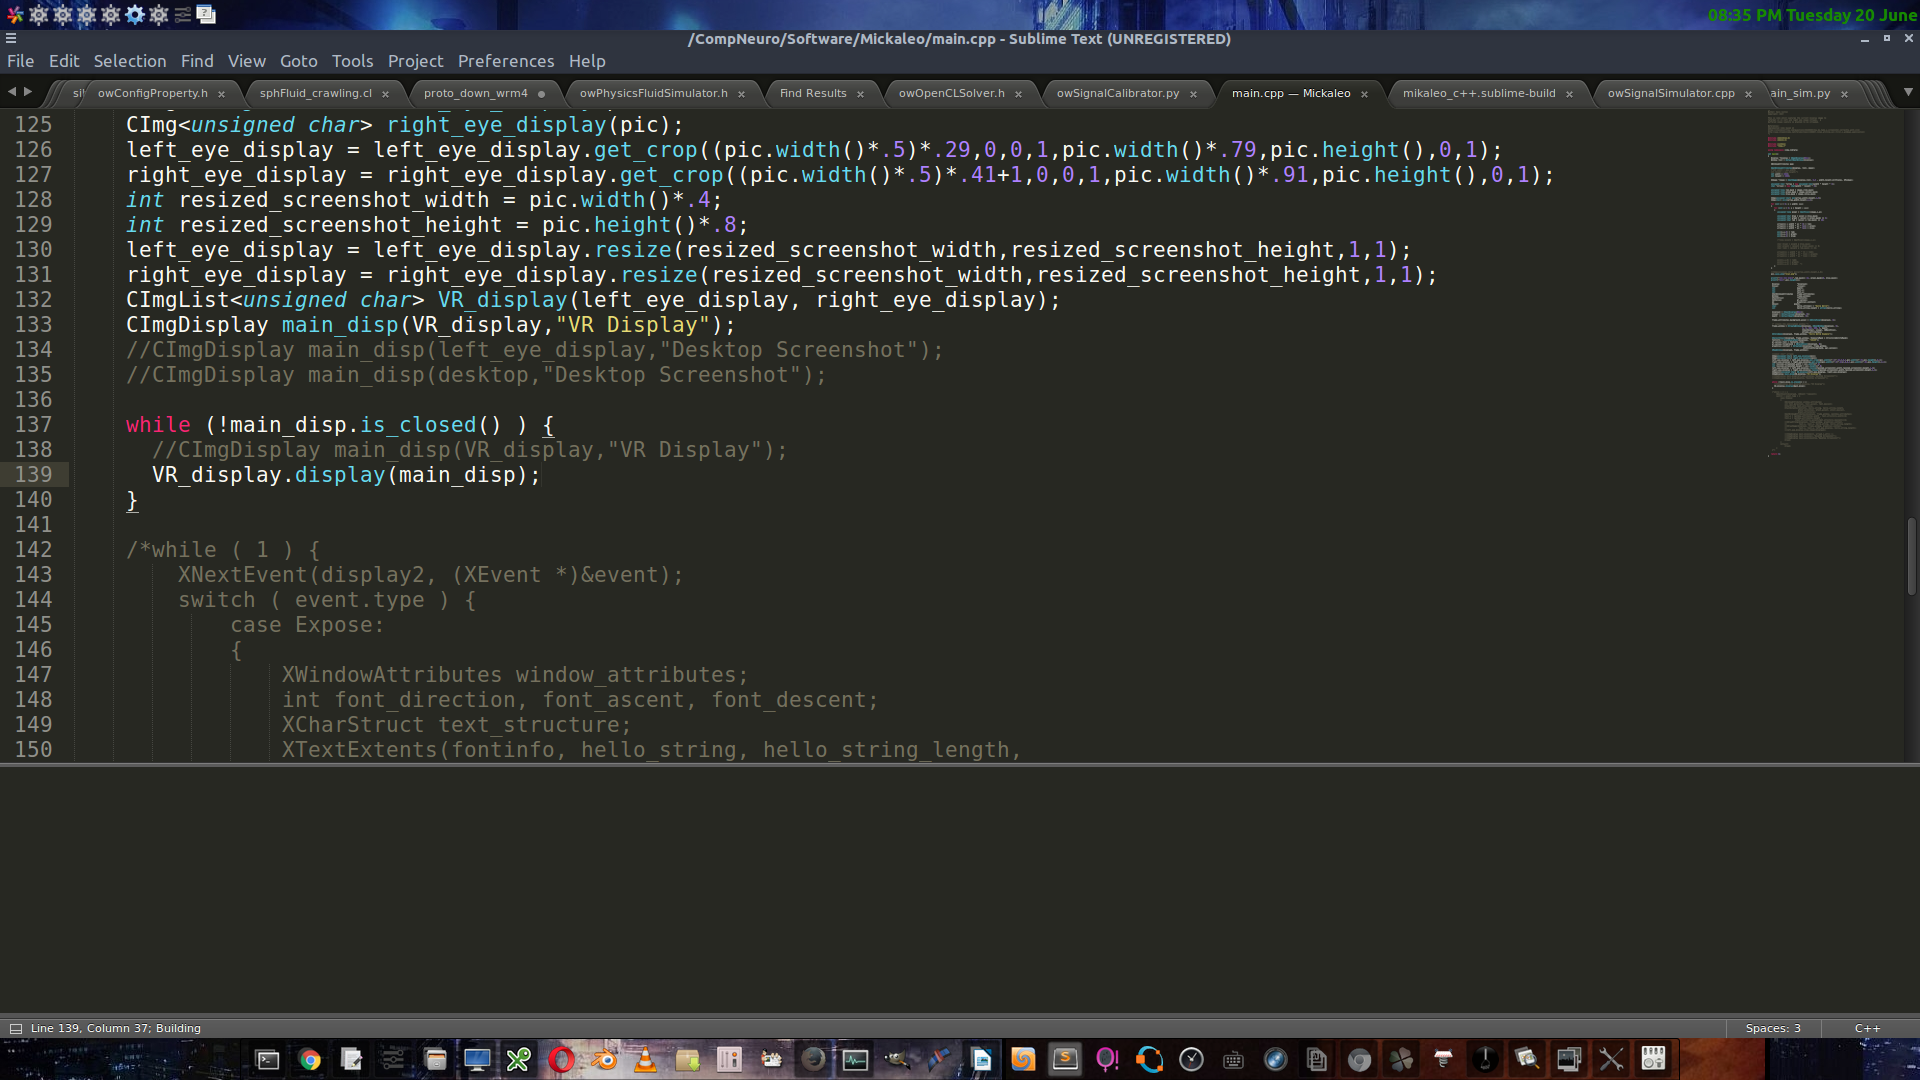 08:35 PM Tuesday 20 June
/CompNeuro/Software/Mickaleo/main.cpp - Sublime Text (UNREGISTERED)
File Edit Selection Find View Goto Tools Project Preferences Help
owConfigProperty.h × sphFluid_crawling.cl × proto_down_wrm4 ● owPhysicsFluidSimulator.h × Find Results × owOpenCLSolver.h × owSignalCalibrator.py × main.cpp — Mickaleo × mikaleo_c++.sublime-build × owSignalSimulator.cpp × ain_sim.py ×
125 CImg<unsigned char> right_eye_display(pic);
126 left_eye_display = left_eye_display.get_crop((pic.width()*.5)*.29,0,0,1,pic.width()*.79,pic.height(),0,1);
127 right_eye_display = right_eye_display.get_crop((pic.width()*.5)*.41+1,0,0,1,pic.width()*.91,pic.height(),0,1);
128 int resized_screenshot_width = pic.width()*.4;
129 int resized_screenshot_height = pic.height()*.8;
130 left_eye_display = left_eye_display.resize(resized_screenshot_width,resized_screenshot_height,1,1);
131 right_eye_display = right_eye_display.resize(resized_screenshot_width,resized_screenshot_height,1,1);
132 CImgList<unsigned char> VR_display(left_eye_display, right_eye_display);
133 CImgDisplay main_disp(VR_display,"VR Display");
134 //CImgDisplay main_disp(left_eye_display,"Desktop Screenshot");
135 //CImgDisplay main_disp(desktop,"Desktop Screenshot");
136
137 while (!main_disp.is_closed() ) {
138 //CImgDisplay main_disp(VR_display,"VR Display");
139 VR_display.display(main_disp);
140 }
141
142 /*while ( 1 ) {
143 XNextEvent(display2, (XEvent *)&event);
144 switch ( event.type ) {
145 case Expose:
146 {
147 XWindowAttributes window_attributes;
148 int font_direction, font_ascent, font_descent;
149 XCharStruct text_structure;
150 XTextExtents(fontinfo, hello_string, hello_string_length,
Line 139, Column 37; Building
Spaces: 3
C++